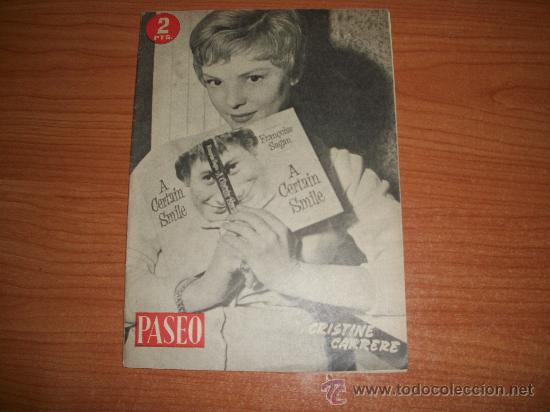 2
PTS.
Françoise
Sagan
A
Certain
Smile
A
Certain
Smile
PASEO
CRISTINE
CARRERE
www.todocoleccion.net